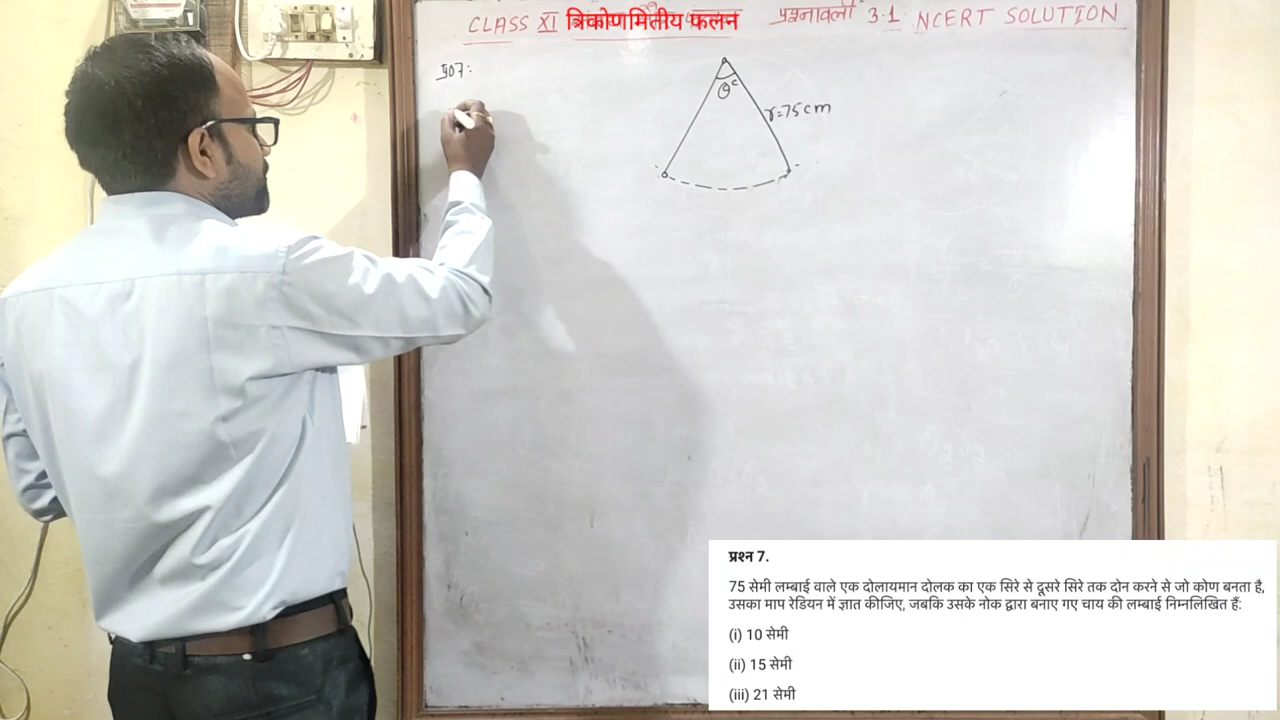 CLASS XI त्रिकोणमितीय फलन प्रश्नावली 3.1 NCERT SOLUTION
प्र07:
θᶜ
r=75cm
प्रश्न 7.
75 सेमी लम्बाई वाले एक दोलायमान दोलक का एक सिरे से दूसरे सिरे तक दोन करने से जो कोण बनता है,
उसका माप रेडियन में ज्ञात कीजिए, जबकि उसके नोक द्वारा बनाए गए चाय की लम्बाई निम्नलिखित हैं:
(i) 10 सेमी
(ii) 15 सेमी
(iii) 21 सेमी